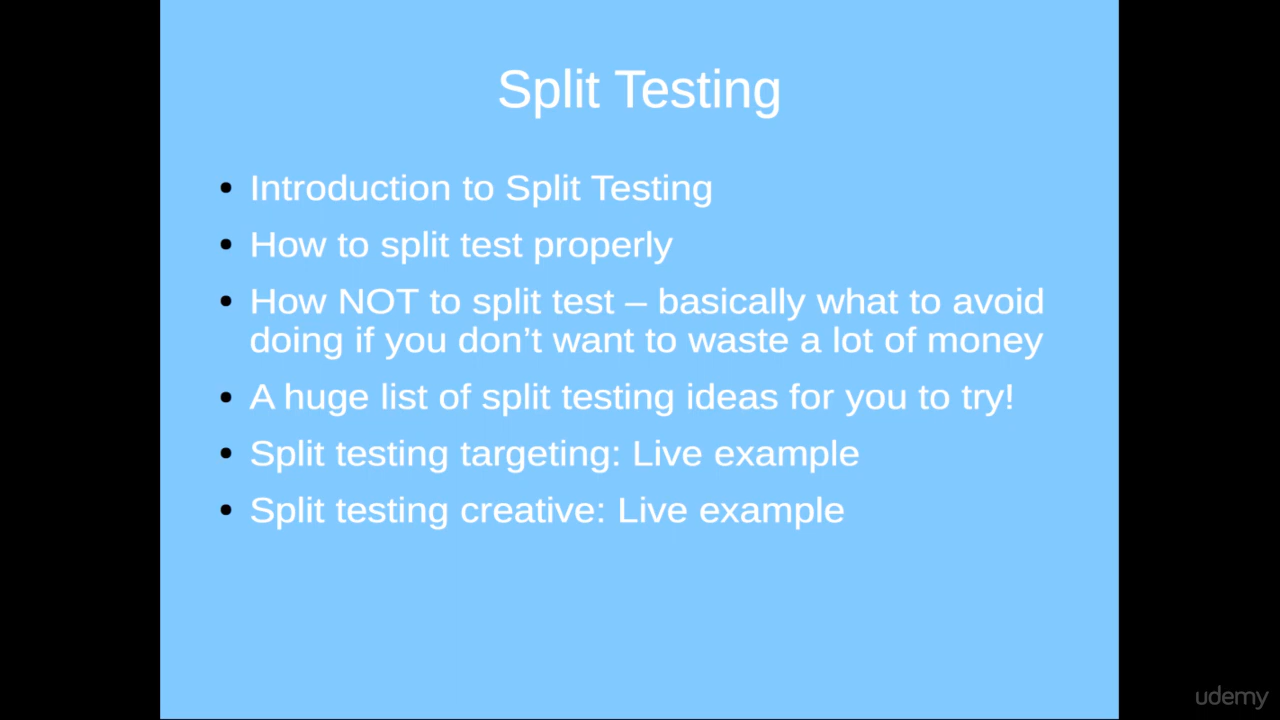 Split Testing
• Introduction to Split Testing
• How to split test properly
• How NOT to split test – basically what to avoid
doing if you don’t want to waste a lot of money
• A huge list of split testing ideas for you to try!
• Split testing targeting: Live example
• Split testing creative: Live example
udemy